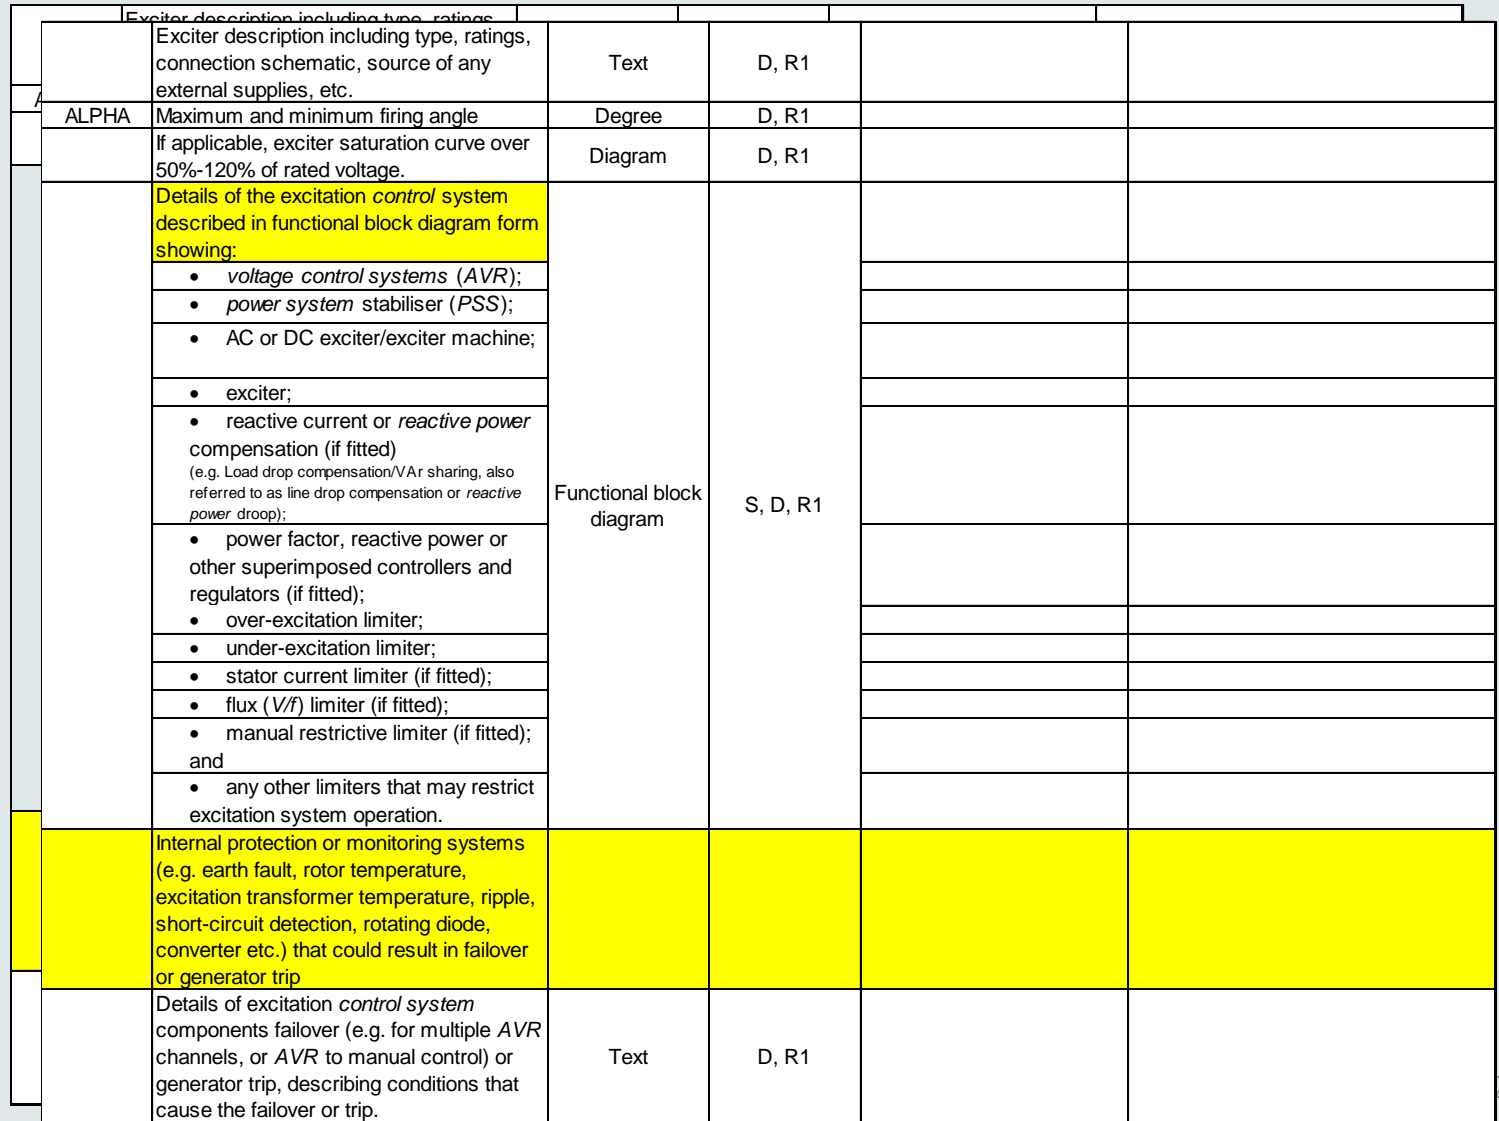 Exciter description including type, ratings,
Exciter description including type, ratings,
connection schematic, source of any
external supplies, etc.
Text
D, R1
ALPHA
Maximum and minimum firing angle
Degree
D, R1
If applicable, exciter saturation curve over
50%-120% of rated voltage.
Diagram
D, R1
Details of the excitation control system
described in functional block diagram form
showing:
• voltage control systems (AVR);
• power system stabiliser (PSS);
• AC or DC exciter/exciter machine;
• exciter;
• reactive current or reactive power
compensation (if fitted)
(e.g. Load drop compensation/VAr sharing, also
referred to as line drop compensation or reactive
power droop);
• power factor, reactive power or
other superimposed controllers and
regulators (if fitted);
• over-excitation limiter;
• under-excitation limiter;
• stator current limiter (if fitted);
• flux (V/f) limiter (if fitted);
• manual restrictive limiter (if fitted);
and
• any other limiters that may restrict
excitation system operation.
Functional block
diagram
S, D, R1
Internal protection or monitoring systems
(e.g. earth fault, rotor temperature,
excitation transformer temperature, ripple,
short-circuit detection, rotating diode,
converter etc.) that could result in failover
or generator trip
Details of excitation control system
components failover (e.g. for multiple AVR
channels, or AVR to manual control) or
generator trip, describing conditions that
cause the failover or trip.
Text
D, R1